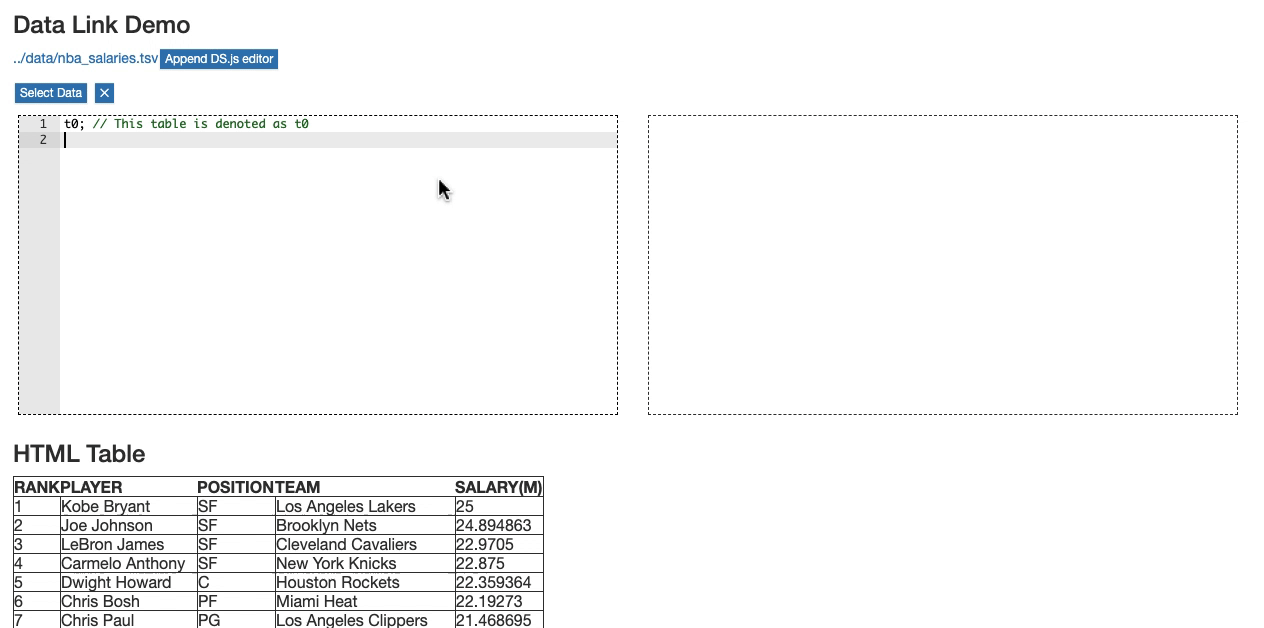 Data Link Demo
../data/nba_salaries.tsv Append DS.js editor
Select Data ✕
1 t0; // This table is denoted as t0
2
HTML Table
RANK PLAYER POSITION TEAM SALARY(M)
1 Kobe Bryant SF Los Angeles Lakers 25
2 Joe Johnson SF Brooklyn Nets 24.894863
3 LeBron James SF Cleveland Cavaliers 22.9705
4 Carmelo Anthony SF New York Knicks 22.875
5 Dwight Howard C Houston Rockets 22.359364
6 Chris Bosh PF Miami Heat 22.19273
7 Chris Paul PG Los Angeles Clippers 21.468695